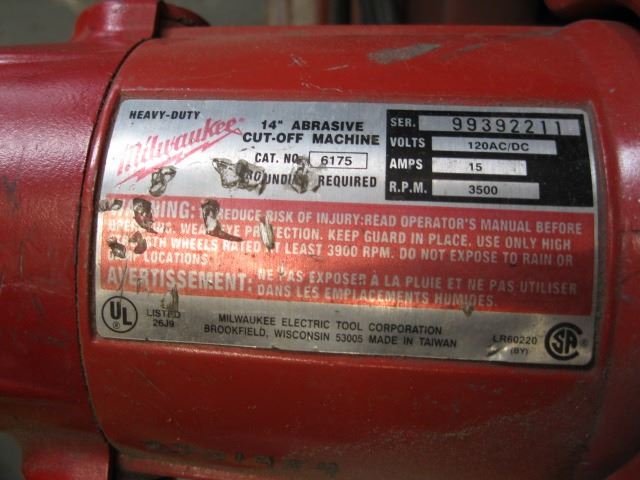 HEAVY-DUTY
Milwaukee
14" ABRASIVE
CUT-OFF MACHINE
CAT. NO. 6175
REQUIRED
SER. 99392211
VOLTS 120AC/DC
AMPS 15
R.P.M. 3500
WARNING: REDUCE RISK OF INJURY:READ OPERATOR'S MANUAL BEFORE
EYE PROTECTION. KEEP GUARD IN PLACE, USE ONLY HIGH
WHEELS RATED AT LEAST 3900 RPM. DO NOT EXPOSE TO RAIN OR
LOCATIONS.
AVERTISSEMENT: NE PAS EXPOSER À LA PLUIE ET NE PAS UTILISER
DANS LES EMPLACEMENTS HUMIDES.
UL
LISTED
26J9
MILWAUKEE ELECTRIC TOOL CORPORATION
BROOKFIELD, WISCONSIN 53005 MADE IN TAIWAN
LR60220
(BY)